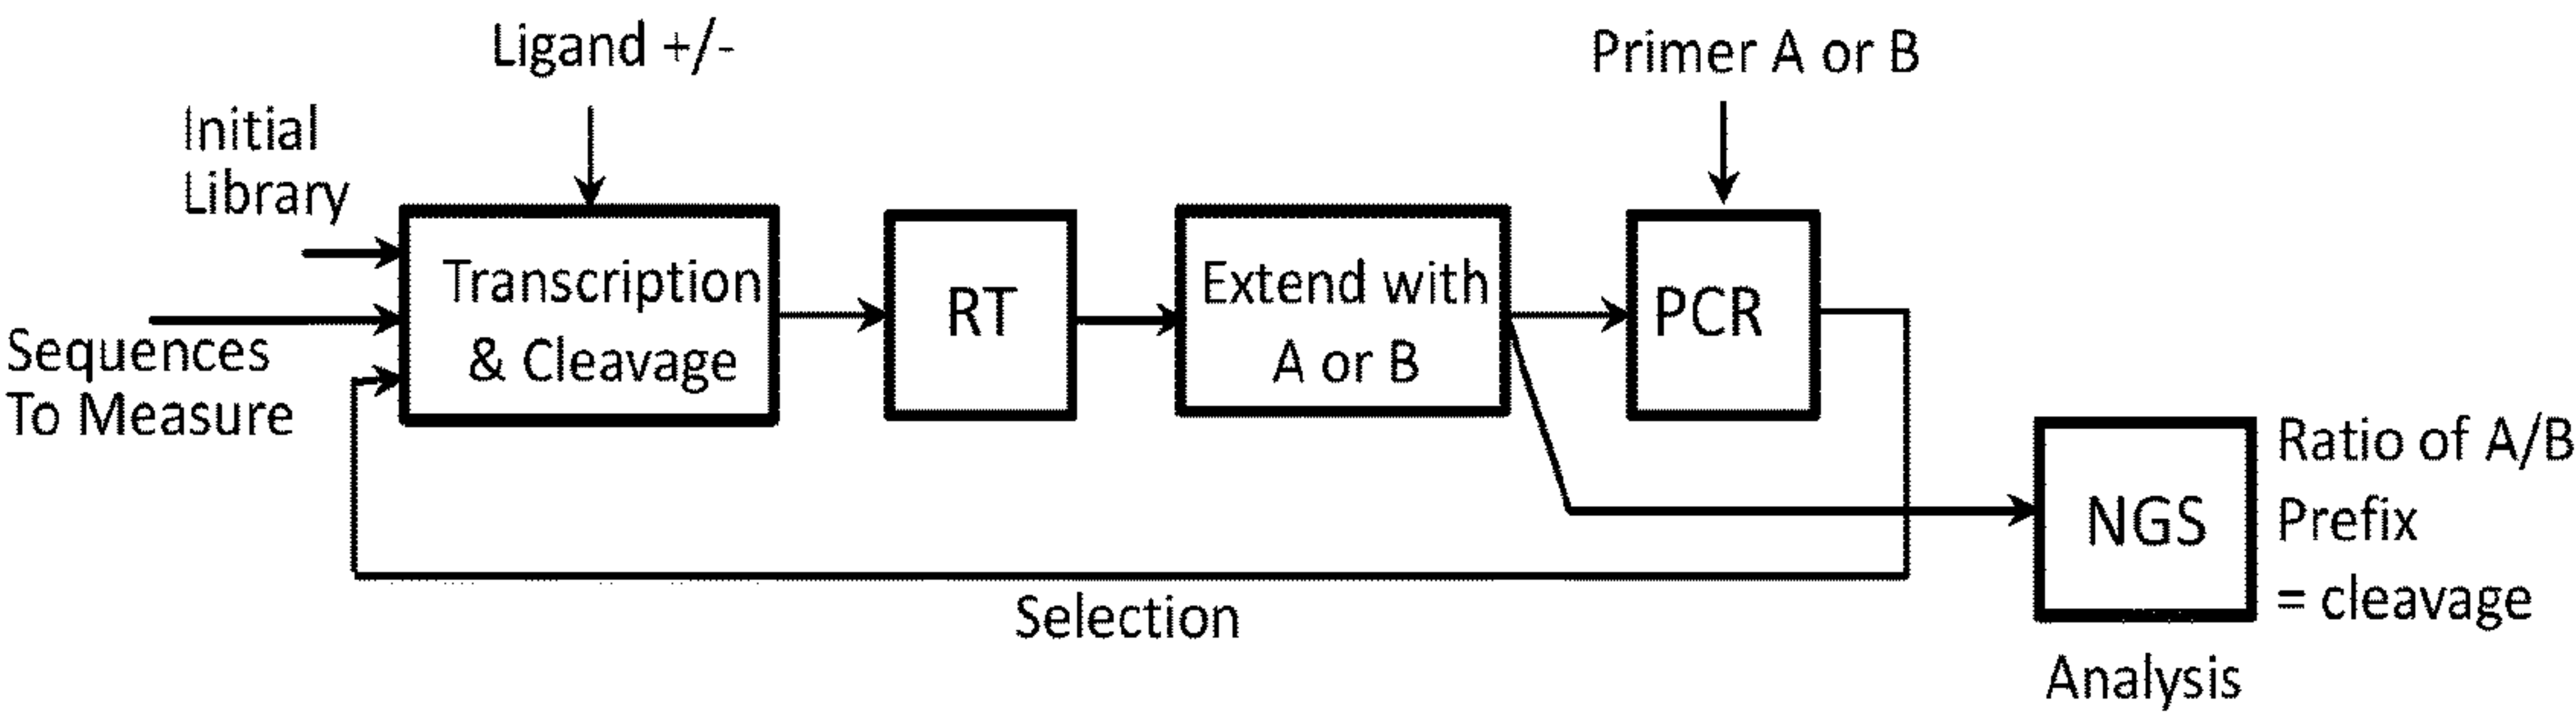 Ligand +/-
Primer A or B
Initial
Library
Sequences
To Measure
Transcription
& Cleavage
RT
Extend with
A or B
PCR
Selection
NGS
Analysis
Ratio of A/B
Prefix
= cleavage